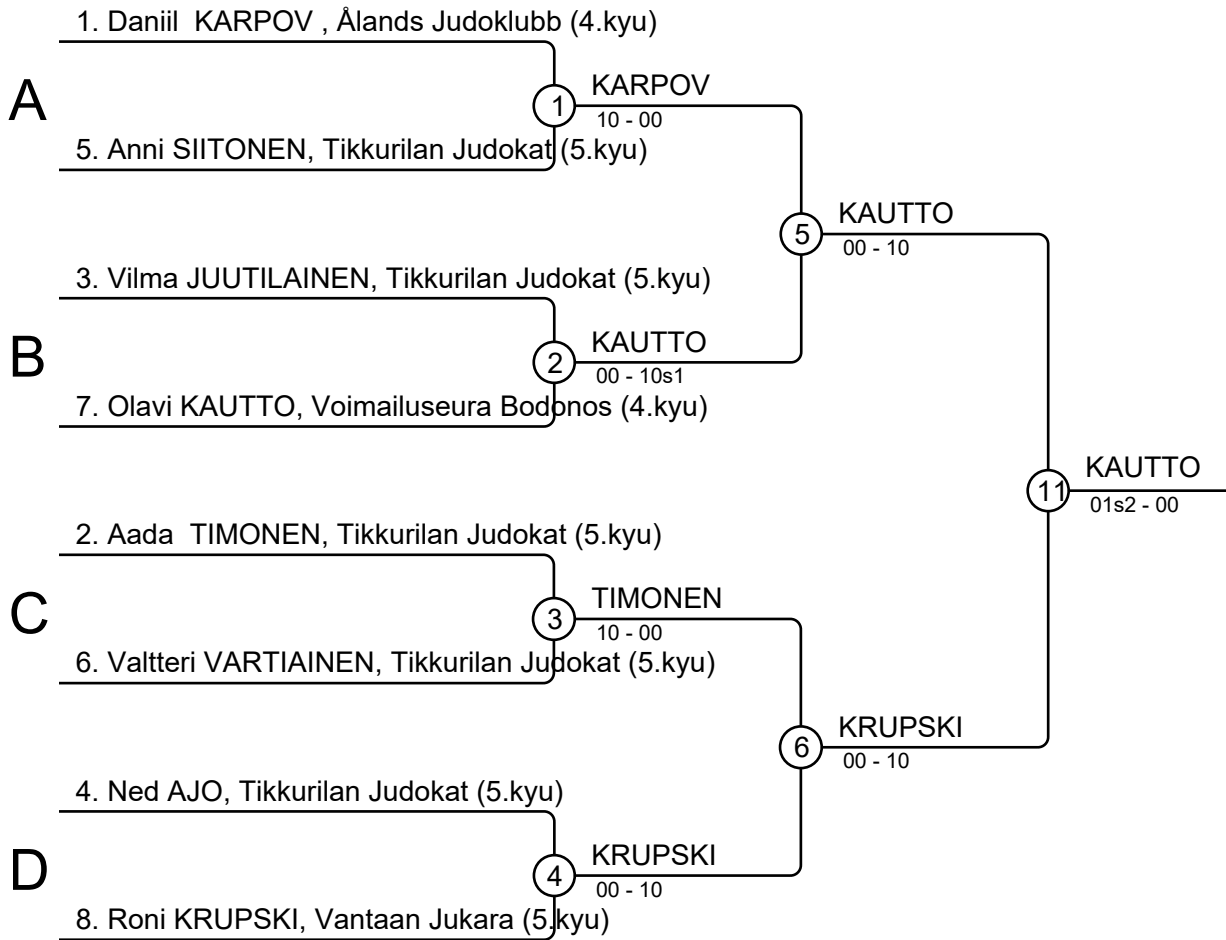 1. Daniil  KARPOV , Ålands Judoklubb (4.kyu)
A
1
KARPOV
10 - 00
5. Anni SIITONEN, Tikkurilan Judokat (5.kyu)
5
KAUTTO
00 - 10
3. Vilma JUUTILAINEN, Tikkurilan Judokat (5.kyu)
B
2
KAUTTO
00 - 10s1
7. Olavi KAUTTO, Voimailuseura Bodonos (4.kyu)
11
KAUTTO
01s2 - 00
2. Aada  TIMONEN, Tikkurilan Judokat (5.kyu)
C
3
TIMONEN
10 - 00
6. Valtteri VARTIAINEN, Tikkurilan Judokat (5.kyu)
6
KRUPSKI
00 - 10
4. Ned AJO, Tikkurilan Judokat (5.kyu)
D
4
KRUPSKI
00 - 10
8. Roni KRUPSKI, Vantaan Jukara (5.kyu)